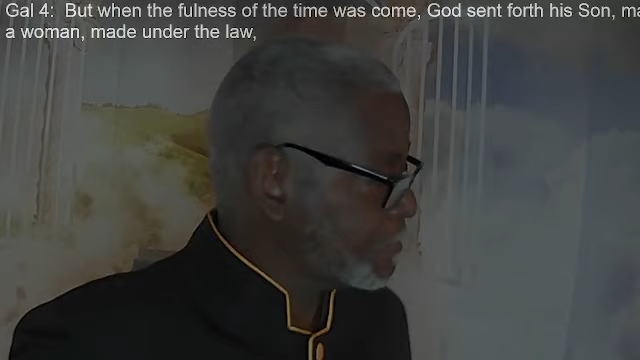 Gal 4:  But when the fulness of the time was come, God sent forth his Son, ma
a woman, made under the law,